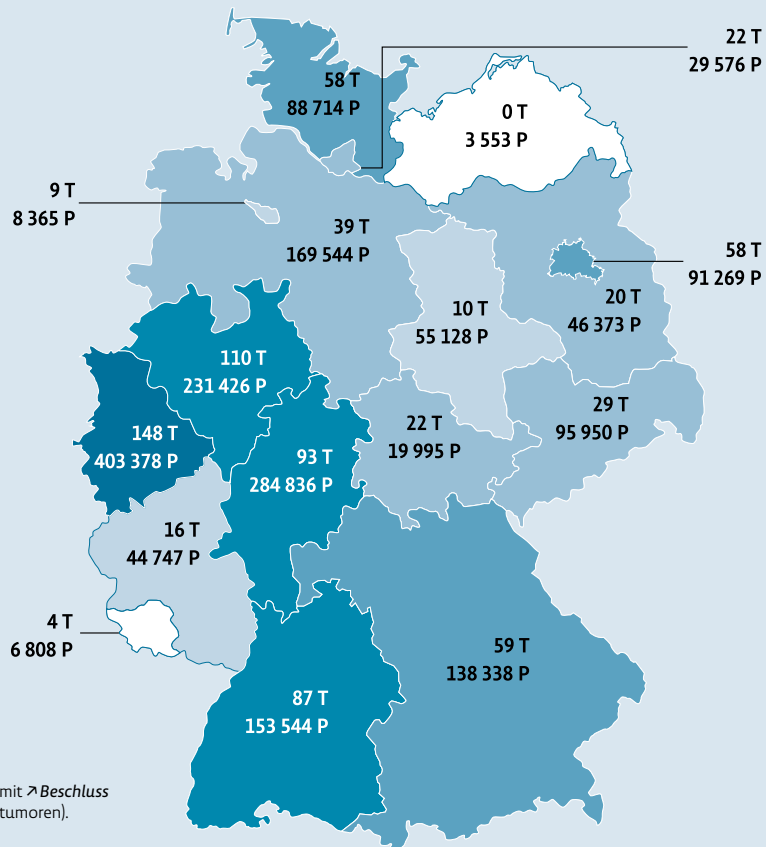 22 T
29 576 P
58 T
88 714 P
0 T
3 553 P
9 T
8 365 P
39 T
169 544 P
58 T
91 269 P
20 T
46 373 P
10 T
55 128 P
110 T
231 426 P
29 T
95 950 P
22 T
19 995 P
148 T
403 378 P
93 T
284 836 P
16 T
44 747 P
4 T
6 808 P
59 T
138 338 P
87 T
153 544 P
mit ↗ Beschluss
tumoren).